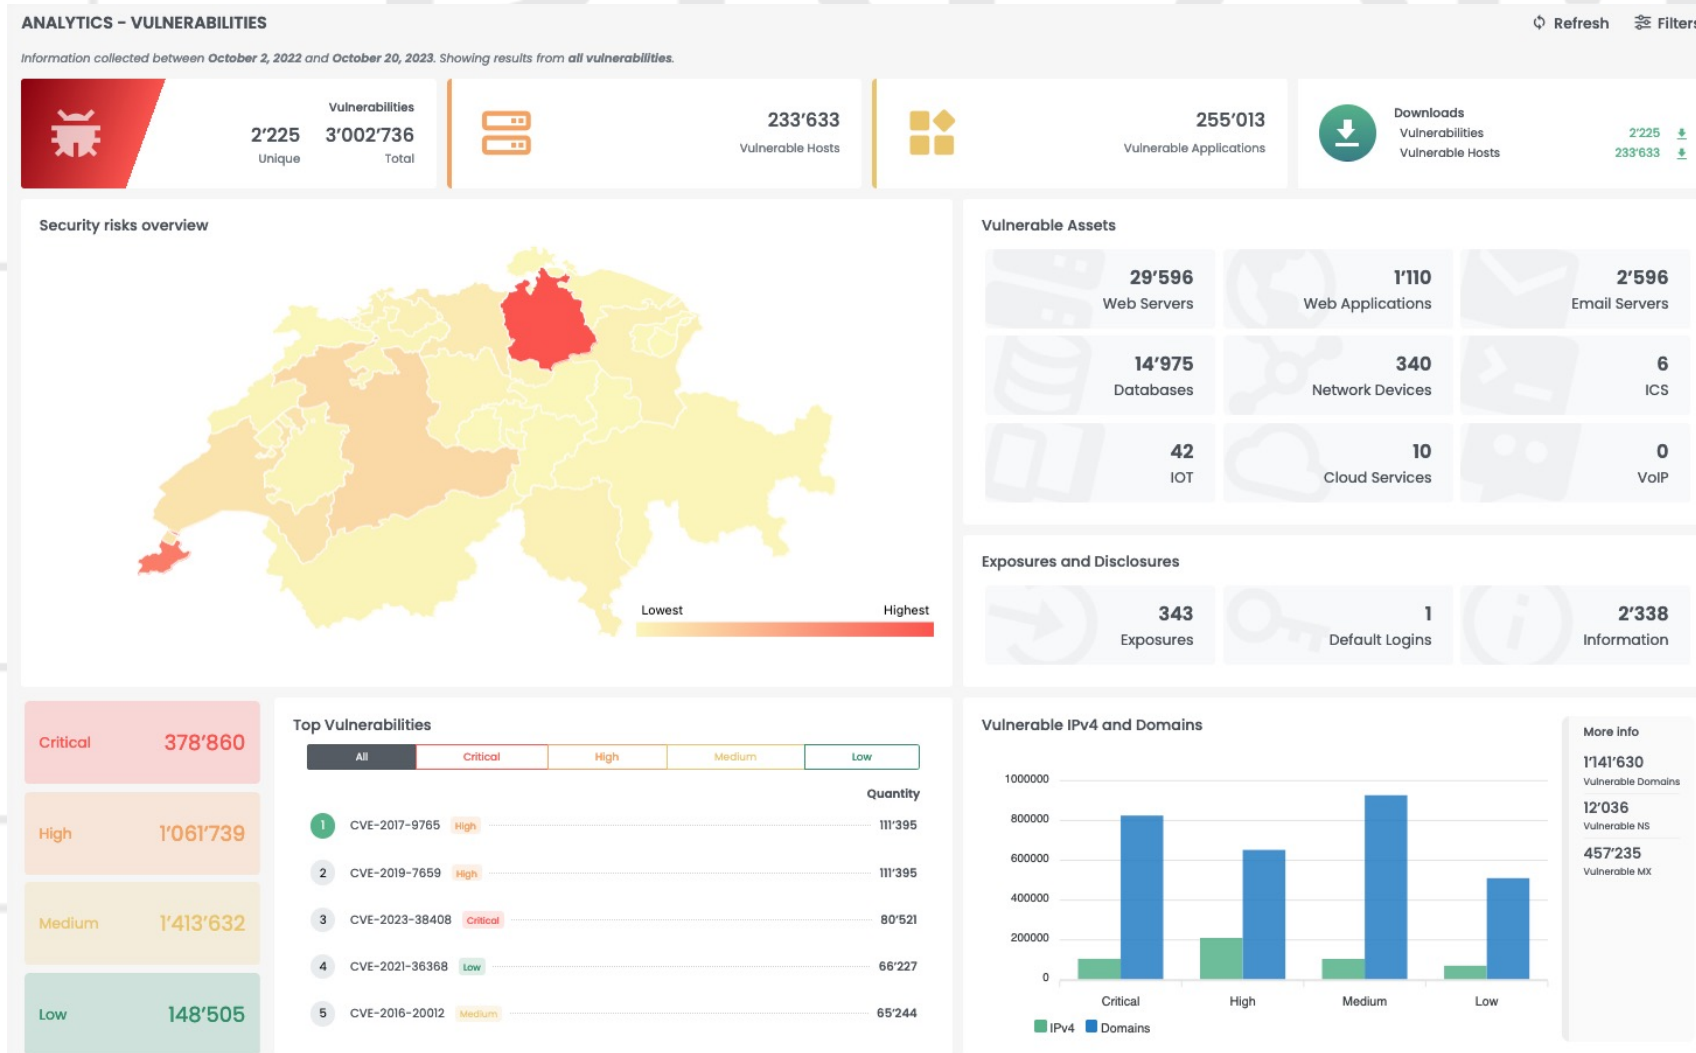 ANALYTICS - VULNERABILITIES
Refresh
Filters
Information collected between October 2, 2022 and October 20, 2023. Showing results from all vulnerabilities.
Vulnerabilities
2'225 3'002'736
Unique Total
233'633
Vulnerable Hosts
255'013
Vulnerable Applications
Downloads
Vulnerabilities 2'225
Vulnerable Hosts 233'633
Security risks overview
Lowest Highest
Vulnerable Assets
29'596
Web Servers
1'110
Web Applications
2'596
Email Servers
14'975
Databases
340
Network Devices
6
ICS
42
IOT
10
Cloud Services
0
VoIP
Exposures and Disclosures
343
Exposures
1
Default Logins
2'338
Information
Critical 378'860
High 1'061'739
Medium 1'413'632
Low 148'505
Top Vulnerabilities
All Critical High Medium Low
Quantity
1 CVE-2017-9765 High 111'395
2 CVE-2019-7659 High 111'395
3 CVE-2023-38408 Critical 80'521
4 CVE-2021-36368 Low 66'227
5 CVE-2016-20012 Medium 65'244
Vulnerable IPv4 and Domains
1000000
800000
600000
400000
200000
0
Critical High Medium Low
IPv4 Domains
More info
1'141'630
Vulnerable Domains
12'036
Vulnerable NS
457'235
Vulnerable MX